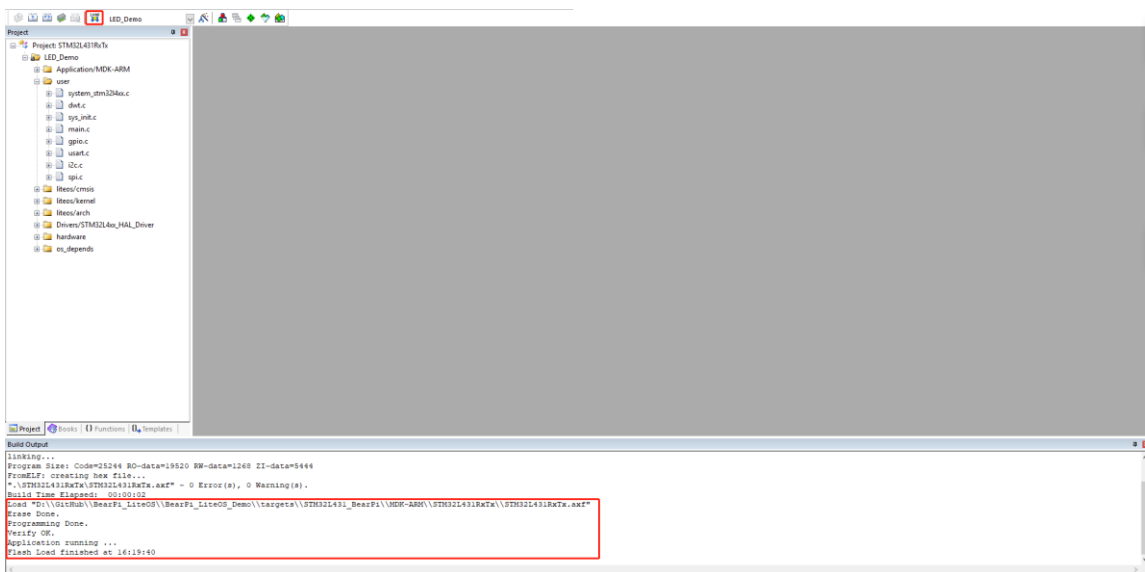 LED_Demo
Project
Project: STM32L431RxTx
LED_Demo
Application/MDK-ARM
user
system_stm32l4xx.c
dwt.c
sys_init.c
main.c
gpio.c
usart.c
i2c.c
spi.c
liteos/cmsis
liteos/kernel
liteos/arch
Drivers/STM32L4xx_HAL_Driver
hardware
os_depends
Project Books {} Functions 0 Templates
Build Output
linking...
Program Size: Code=25244 RO-data=19520 RW-data=1268 ZI-data=5444
FromELF: creating hex file...
".\STM32L431RxTx\STM32L431RxTx.axf" - 0 Error(s), 0 Warning(s).
Build Time Elapsed:  00:00:02
Load "D:\\GitHub\\BearPi_LiteOS\\BearPi_LiteOS_Demo\\targets\\STM32L431_BearPi\\MDK-ARM\\STM32L431RxTx\\STM32L431RxTx.axf"
Erase Done.
Programming Done.
Verify OK.
Application running ...
Flash Load finished at 16:19:40